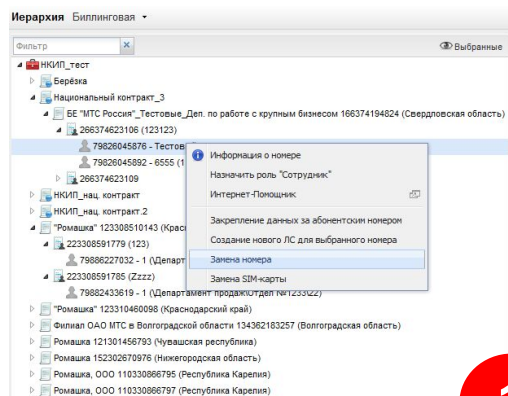 Иерархия Биллинговая
Фильтр × Выбранные
НКИП_тест
Берёзка
Национальный контракт_3
БЕ "МТС Россия"_Тестовые_Деп. по работе с крупным бизнесом 166374194824 (Свердловская область)
266374623106 (123123)
79826045876 - Тестов
79826045892 - 6555 (1
266374623109
НКИП_нац. контракт
НКИП_нац. контракт.2
"Ромашка" 123308510143 (Крас
223308591779 (123)
79886227032 - 1 (\Департ
223308591785 (Zzzz)
79882433619 - 1 (\Департамент продаж\Отдел №1233\22)
"Ромашка" 123310460098 (Краснодарский край)
Филиал ОАО МТС в Волгоградской области 134362183257 (Волгоградская область)
Ромашка 121301456793 (Чувашская республика)
Ромашка 152302670976 (Нижегородская область)
Ромашка, ООО 110330866795 (Республика Карелия)
Ромашка, ООО 110330866797 (Республика Карелия)
Информация о номере
Назначить роль "Сотрудник"
Интернет-Помощник
Закрепление данных за абонентским номером
Создание нового ЛС для выбранного номера
Замена номера
Замена SIM-карты